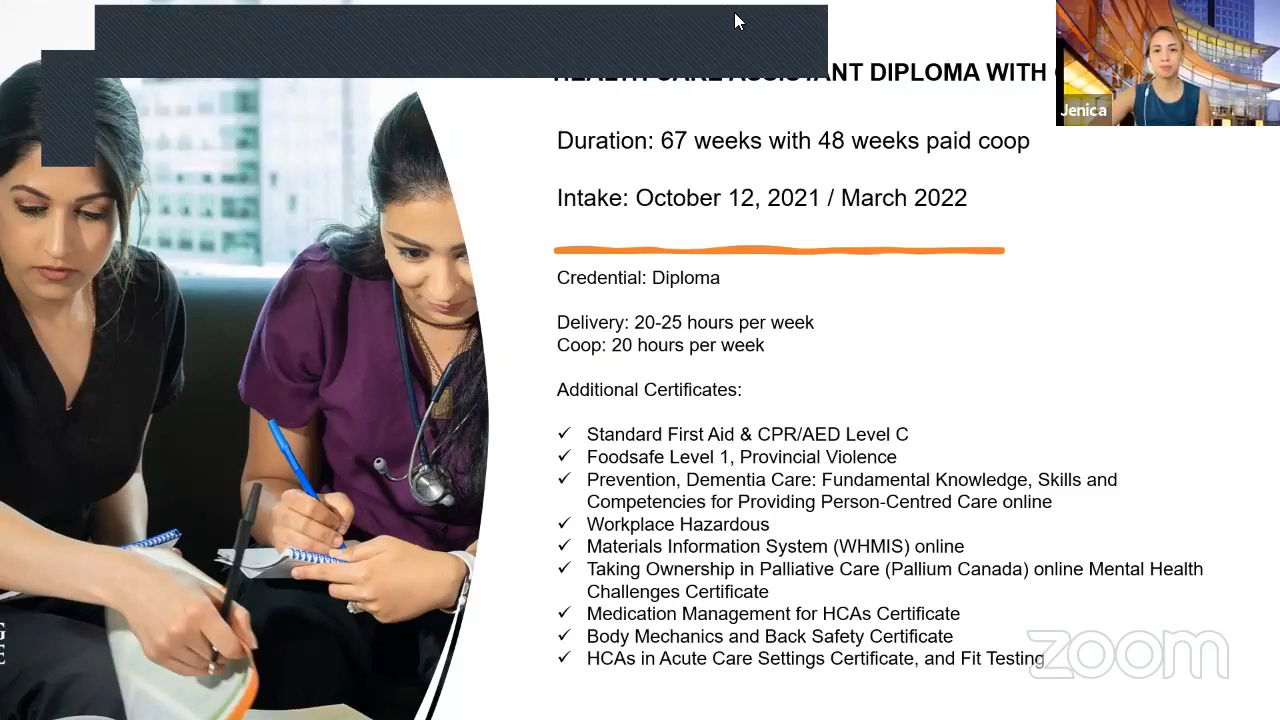 ANT DIPLOMA WITH
Jenica
Duration: 67 weeks with 48 weeks paid coop
Intake: October 12, 2021 / March 2022
Credential: Diploma
Delivery: 20-25 hours per week
Coop: 20 hours per week
Additional Certificates:
✓ Standard First Aid & CPR/AED Level C
✓ Foodsafe Level 1, Provincial Violence
✓ Prevention, Dementia Care: Fundamental Knowledge, Skills and
Competencies for Providing Person-Centred Care online
✓ Workplace Hazardous
✓ Materials Information System (WHMIS) online
✓ Taking Ownership in Palliative Care (Pallium Canada) online Mental Health
Challenges Certificate
✓ Medication Management for HCAs Certificate
✓ Body Mechanics and Back Safety Certificate
✓ HCAs in Acute Care Settings Certificate, and Fit Testing
zoom